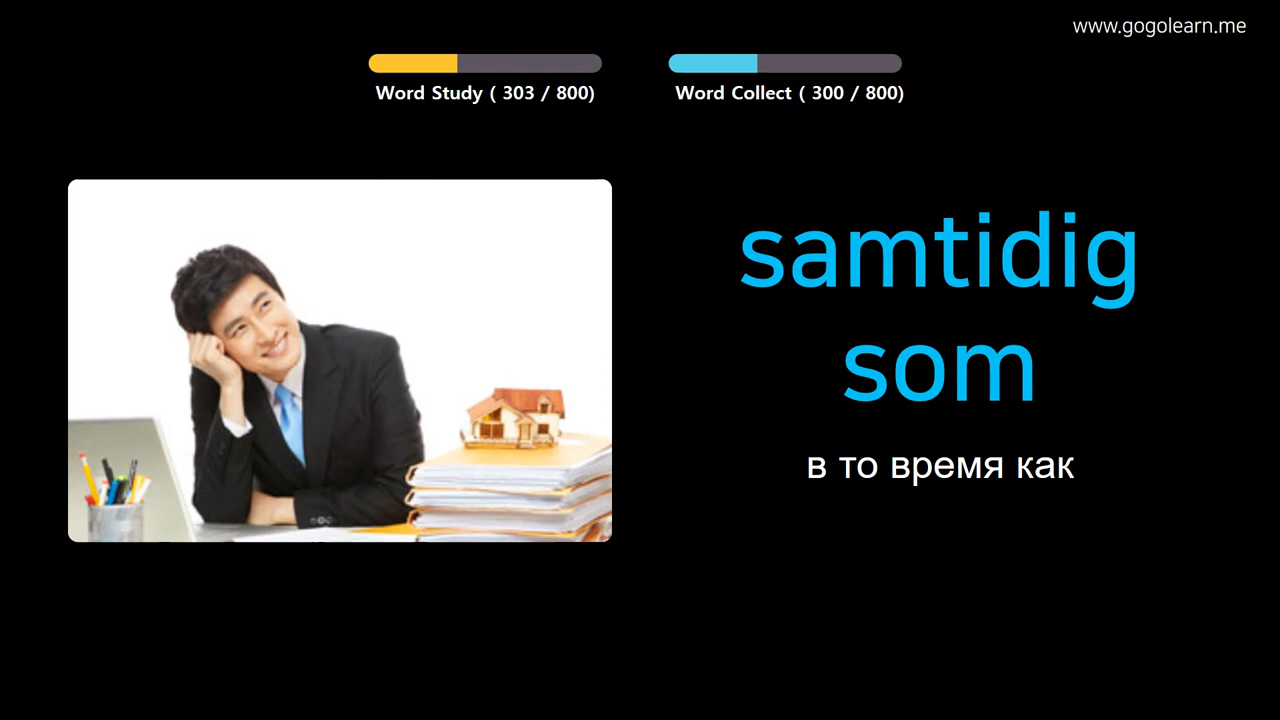 www.gogolearn.me
Word Study ( 303 / 800)
Word Collect ( 300 / 800)
samtidig
som
в то время как